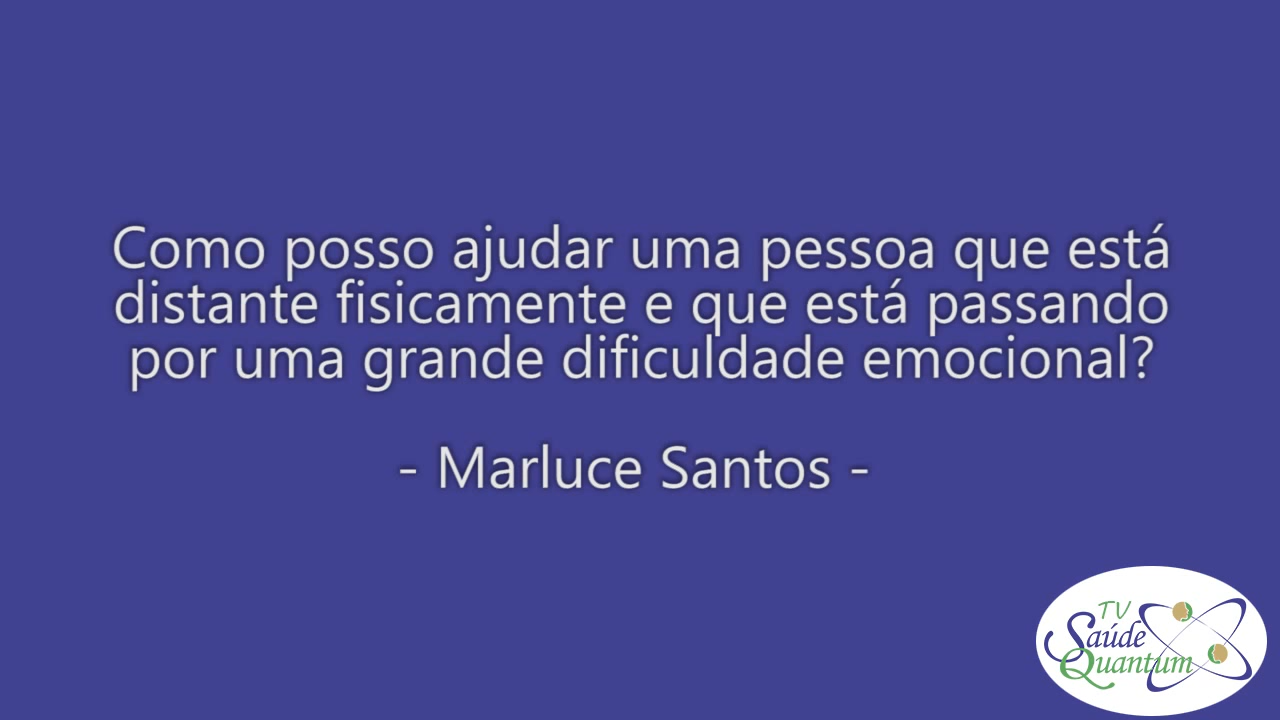 Como posso ajudar uma pessoa que está
distante fisicamente e que está passando
por uma grande dificuldade emocional?
- Marluce Santos -
TV
Saúde
Quantum